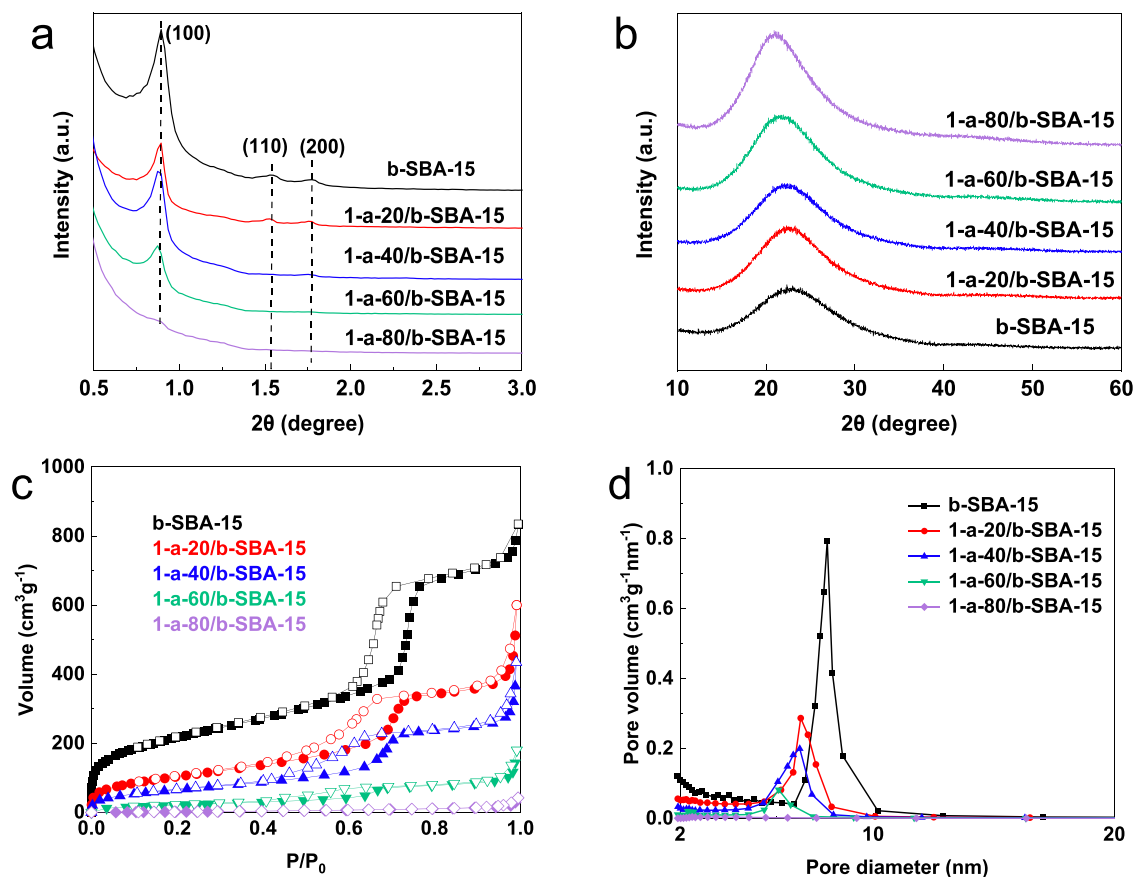 a
(100)
(110)
(200)
b-SBA-15
1-a-20/b-SBA-15
1-a-40/b-SBA-15
1-a-60/b-SBA-15
1-a-80/b-SBA-15
Intensity (a.u.)
0.5 1.0 1.5 2.0 2.5 3.0
2θ (degree)
b
1-a-80/b-SBA-15
1-a-60/b-SBA-15
1-a-40/b-SBA-15
1-a-20/b-SBA-15
b-SBA-15
Intensity (a.u.)
10 20 30 40 50 60
2θ (degree)
c
b-SBA-15
1-a-20/b-SBA-15
1-a-40/b-SBA-15
1-a-60/b-SBA-15
1-a-80/b-SBA-15
Volume (cm³g⁻¹)
1000
800
600
400
200
0
0.0 0.2 0.4 0.6 0.8 1.0
P/P₀
d
b-SBA-15
1-a-20/b-SBA-15
1-a-40/b-SBA-15
1-a-60/b-SBA-15
1-a-80/b-SBA-15
Pore volume (cm³g⁻¹nm⁻¹)
1.0
0.8
0.6
0.4
0.2
0.0
2 10 20
Pore diameter (nm)